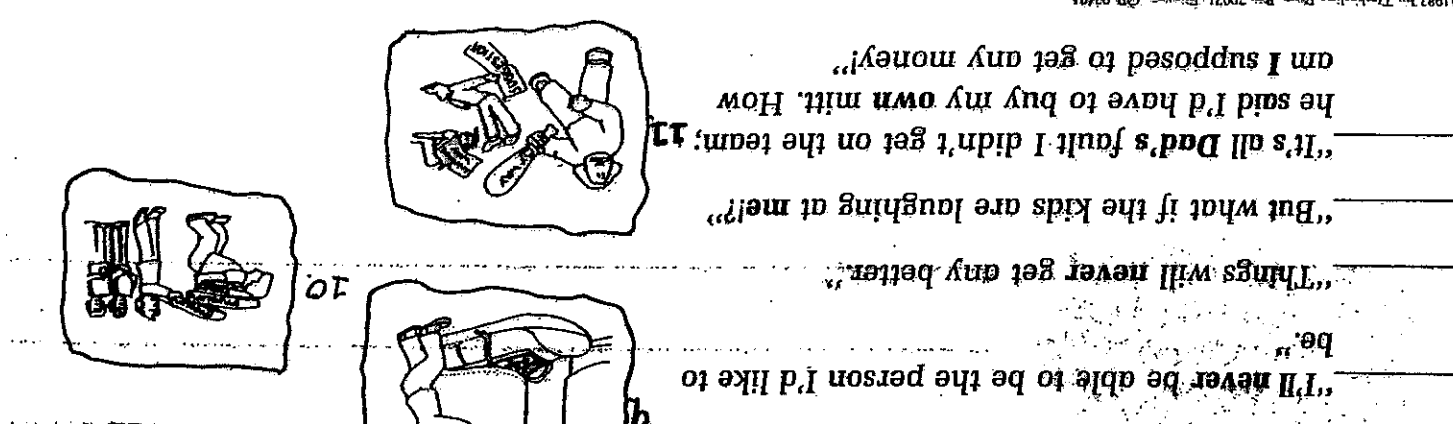 "I'll never be able to be the person I'd like to
be."
"Things will never get any better."
10.
"But what if the kids are laughing at me!?"
"It's all Dad's fault I didn't get on the team;
11
he said I'd have to buy my own mitt. How
am I supposed to get any money!"
SUGGESTION